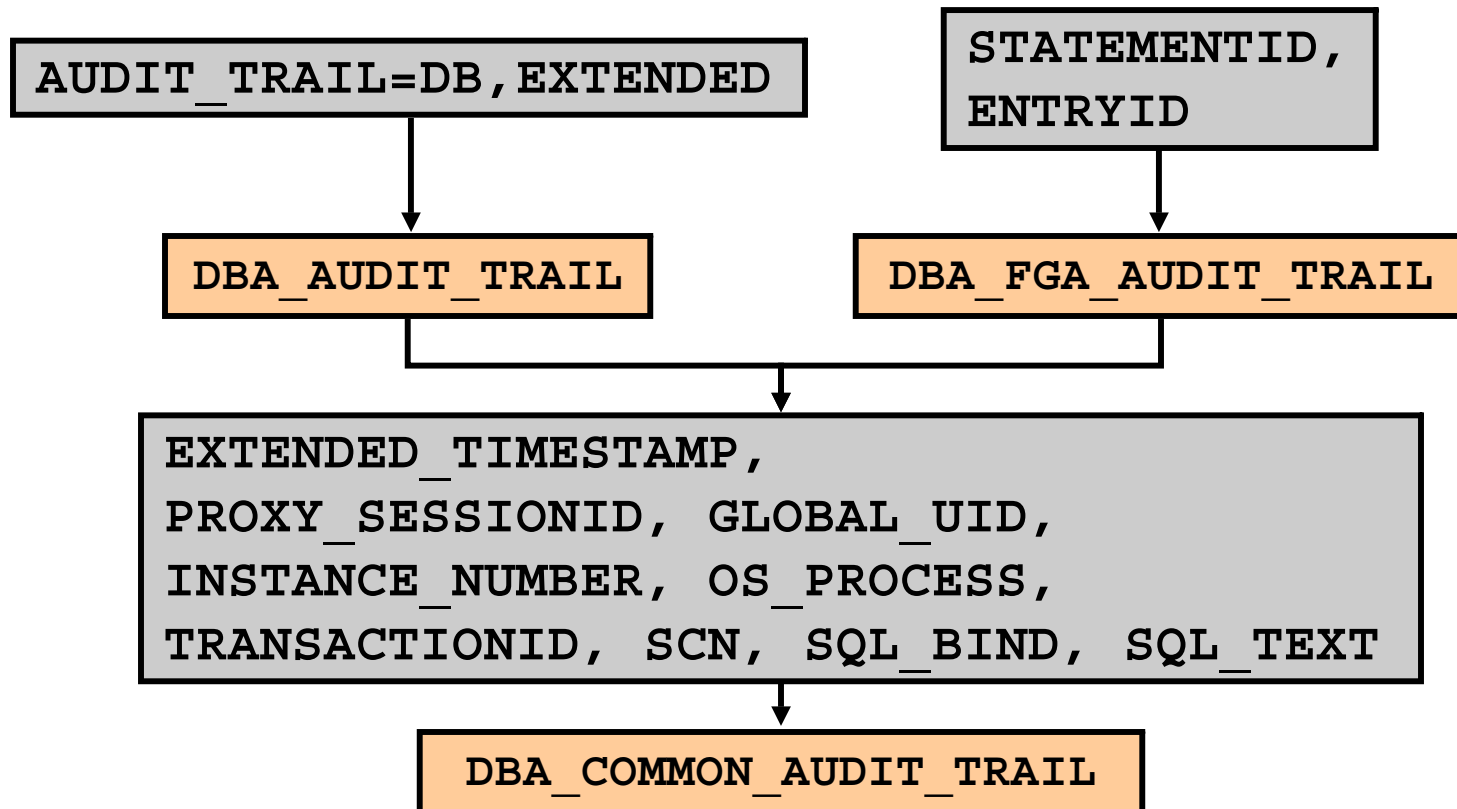 AUDIT_TRAIL=DB,EXTENDED
STATEMENTID,
ENTRYID
DBA_AUDIT_TRAIL
DBA_FGA_AUDIT_TRAIL
EXTENDED_TIMESTAMP,
PROXY_SESSIONID, GLOBAL_UID,
INSTANCE_NUMBER, OS_PROCESS,
TRANSACTIONID, SCN, SQL_BIND, SQL_TEXT
DBA_COMMON_AUDIT_TRAIL